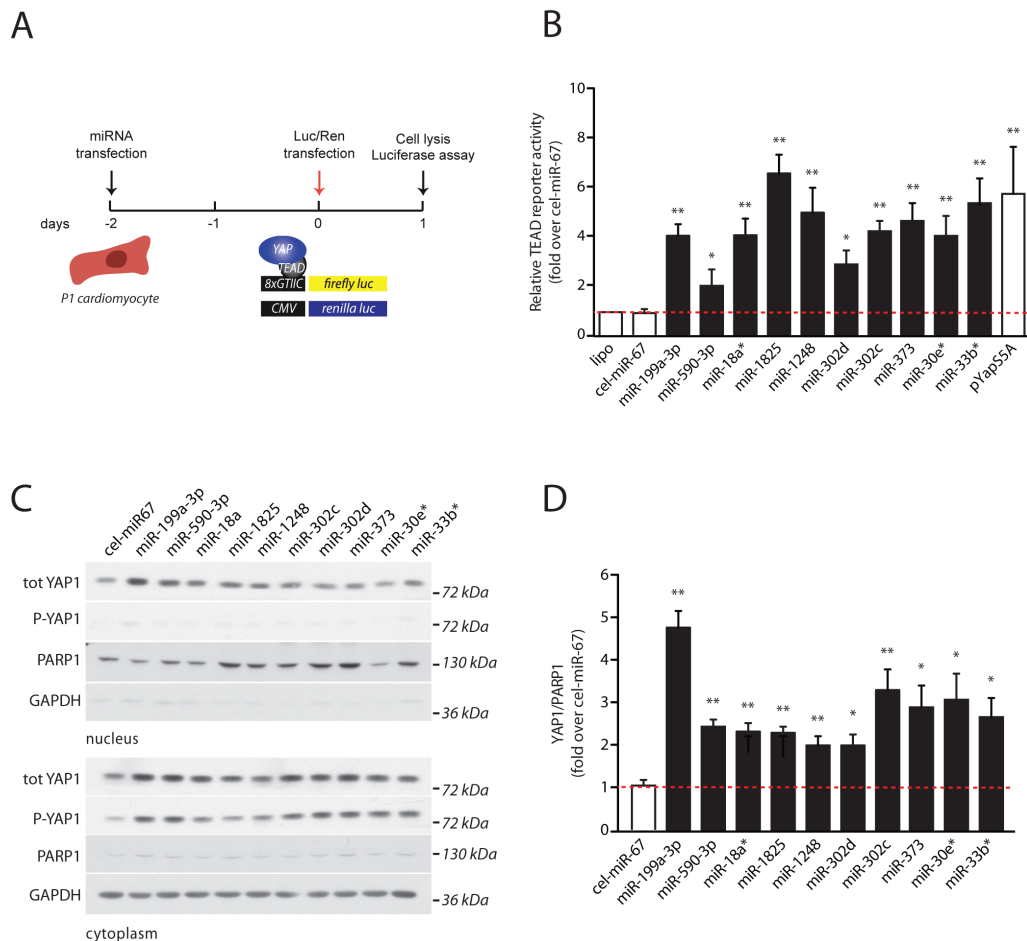 A
miRNA
transfection
Luc/Ren
transfection
Cell lysis
Luciferase assay
days
-2
-1
0
1
P1 cardiomyocyte
YAP
TEAD
8xGTIIC
firefly luc
CMV
renilla luc
B
Relative TEAD reporter activity
(fold over cel-miR-67)
10
8
6
4
2
0
**
*
**
**
**
*
**
**
**
**
**
lipo
cel-miR-67
miR-199a-3p
miR-590-3p
miR-18a*
miR-1825
miR-1248
miR-302d
miR-302c
miR-373
miR-30e*
miR-33b*
pYap5SA
C
cel-miR67
miR-199a-3p
miR-590-3p
miR-18a
miR-1825
miR-1248
miR-302c
miR-302d
miR-373
miR-30e*
miR-33b*
tot YAP1
72 kDa
P-YAP1
72 kDa
PARP1
130 kDa
GAPDH
36 kDa
nucleus
tot YAP1
72 kDa
P-YAP1
72 kDa
PARP1
130 kDa
GAPDH
36 kDa
cytoplasm
D
YAP1/PARP1
(fold over cel-miR-67)
6
5
4
3
2
1
0
**
**
**
**
**
*
**
*
*
*
cel-miR-67
miR-199a-3p
miR-590-3p
miR-18a*
miR-1825
miR-1248
miR-302d
miR-302c
miR-373
miR-30e*
miR-33b*